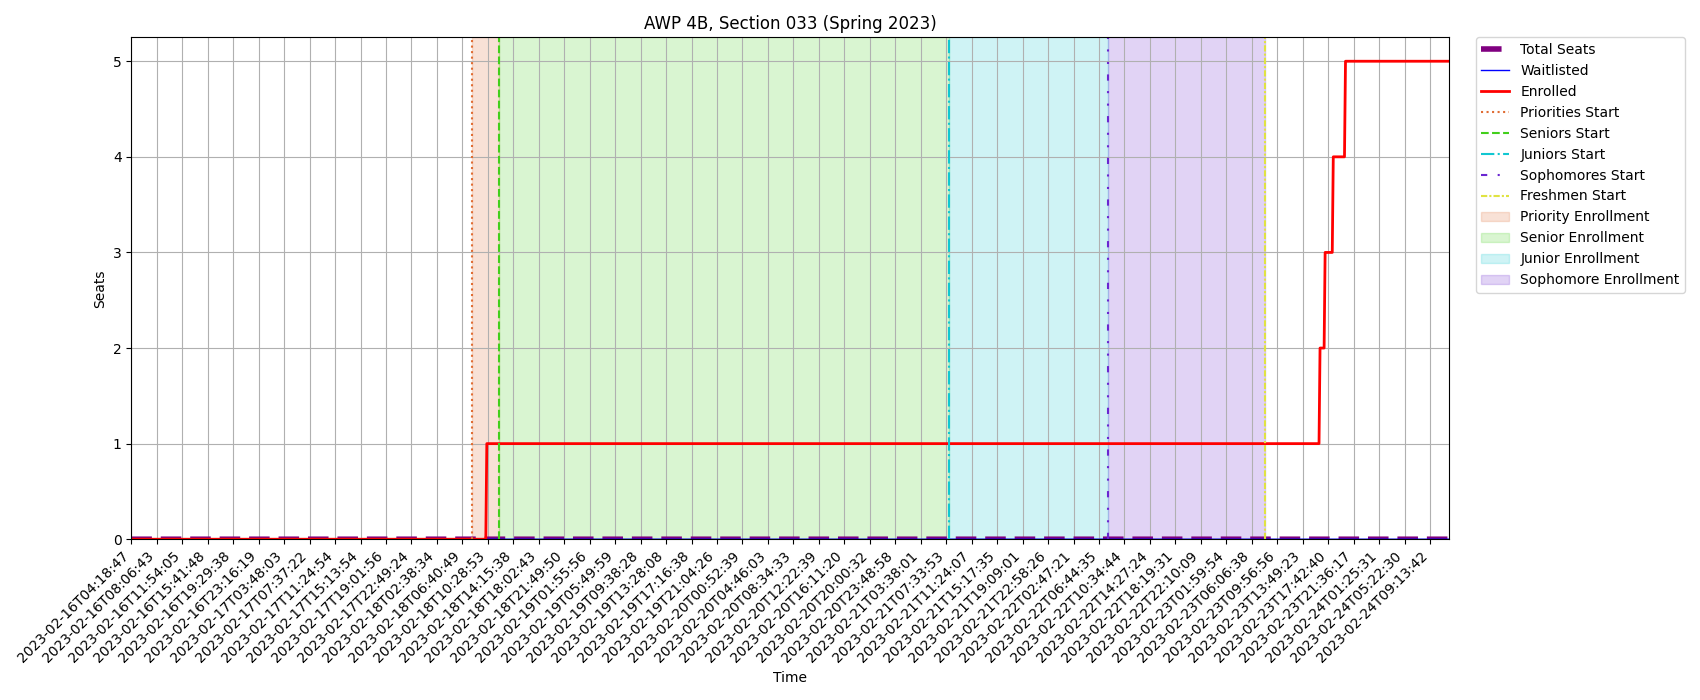 AWP 4B, Section 033 (Spring 2023)
Total Seats
Waitlisted
Enrolled
Priorities Start
Seniors Start
Juniors Start
Sophomores Start
Freshmen Start
Priority Enrollment
Senior Enrollment
Junior Enrollment
Sophomore Enrollment
Seats
5
4
3
2
1
0
2023-02-16T04:18:47
2023-02-16T08:06:43
2023-02-16T11:54:05
2023-02-16T15:41:48
2023-02-16T19:29:38
2023-02-16T23:16:19
2023-02-17T03:48:03
2023-02-17T07:37:22
2023-02-17T11:24:54
2023-02-17T15:13:54
2023-02-17T19:01:56
2023-02-17T22:49:24
2023-02-18T02:38:34
2023-02-18T06:40:49
2023-02-18T10:28:53
2023-02-18T14:15:38
2023-02-18T18:02:43
2023-02-18T21:49:50
2023-02-19T01:55:56
2023-02-19T05:49:59
2023-02-19T09:38:28
2023-02-19T13:28:08
2023-02-19T17:16:38
2023-02-19T21:04:26
2023-02-20T00:52:39
2023-02-20T04:46:03
2023-02-20T08:34:33
2023-02-20T12:22:39
2023-02-20T16:11:20
2023-02-20T20:00:32
2023-02-20T23:48:58
2023-02-21T03:38:01
2023-02-21T07:33:53
2023-02-21T11:24:07
2023-02-21T15:17:35
2023-02-21T19:09:01
2023-02-21T22:58:26
2023-02-22T02:47:21
2023-02-22T06:44:35
2023-02-22T10:34:44
2023-02-22T14:27:24
2023-02-22T18:19:31
2023-02-22T22:10:09
2023-02-23T01:59:54
2023-02-23T06:06:38
2023-02-23T09:56:56
2023-02-23T13:49:23
2023-02-23T17:42:40
2023-02-23T21:36:17
2023-02-24T01:25:31
2023-02-24T05:22:30
2023-02-24T09:13:42
Time